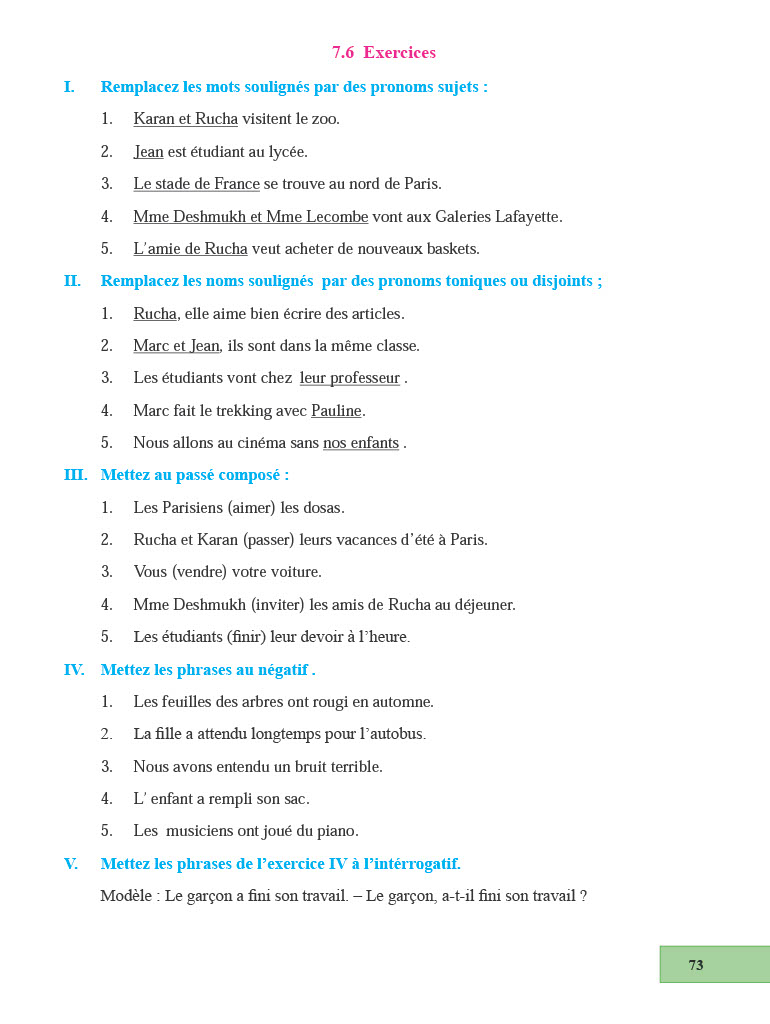 7.6 Exercices
I. Remplacez les mots soulignés par des pronoms sujets :
1. Karan et Rucha visitent le zoo.
2. Jean est étudiant au lycée.
3. Le stade de France se trouve au nord de Paris.
4. Mme Deshmukh et Mme Lecombe vont aux Galeries Lafayette.
5. L'amie de Rucha veut acheter de nouveaux baskets.
II. Remplacez les noms soulignés par des pronoms toniques ou disjoints ;
1. Rucha, elle aime bien écrire des articles.
2. Marc et Jean, ils sont dans la même classe.
3. Les étudiants vont chez leur professeur .
4. Marc fait le trekking avec Pauline.
5. Nous allons au cinéma sans nos enfants .
III. Mettez au passé composé :
1. Les Parisiens (aimer) les dosas.
2. Rucha et Karan (passer) leurs vacances d'été à Paris.
3. Vous (vendre) votre voiture.
4. Mme Deshmukh (inviter) les amis de Rucha au déjeuner.
5. Les étudiants (finir) leur devoir à l'heure.
IV. Mettez les phrases au négatif .
1. Les feuilles des arbres ont rougi en automne.
2. La fille a attendu longtemps pour l'autobus.
3. Nous avons entendu un bruit terrible.
4. L' enfant a rempli son sac.
5. Les musiciens ont joué du piano.
V. Mettez les phrases de l'exercice IV à l'intérrogatif.
Modèle : Le garçon a fini son travail. – Le garçon, a-t-il fini son travail ?
73